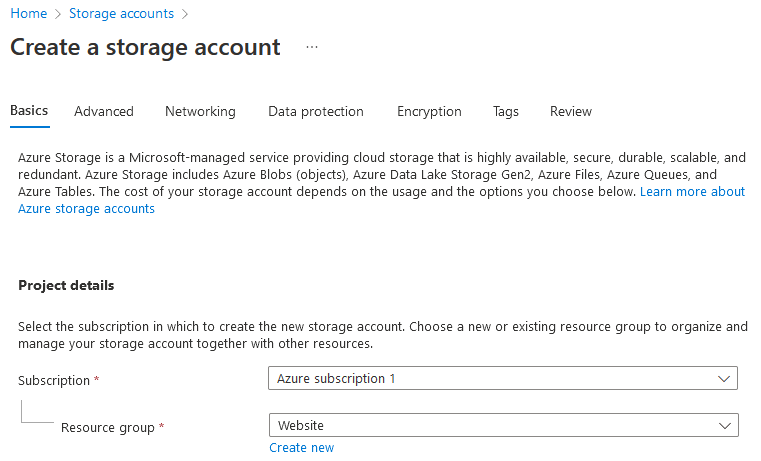 Home > Storage accounts >
Create a storage account ...
Basics Advanced Networking Data protection Encryption Tags Review
Azure Storage is a Microsoft-managed service providing cloud storage that is highly available, secure, durable, scalable, and
redundant. Azure Storage includes Azure Blobs (objects), Azure Data Lake Storage Gen2, Azure Files, Azure Queues, and
Azure Tables. The cost of your storage account depends on the usage and the options you choose below. Learn more about
Azure storage accounts
Project details
Select the subscription in which to create the new storage account. Choose a new or existing resource group to organize and
manage your storage account together with other resources.
Subscription * Azure subscription 1
Resource group * Website
Create new